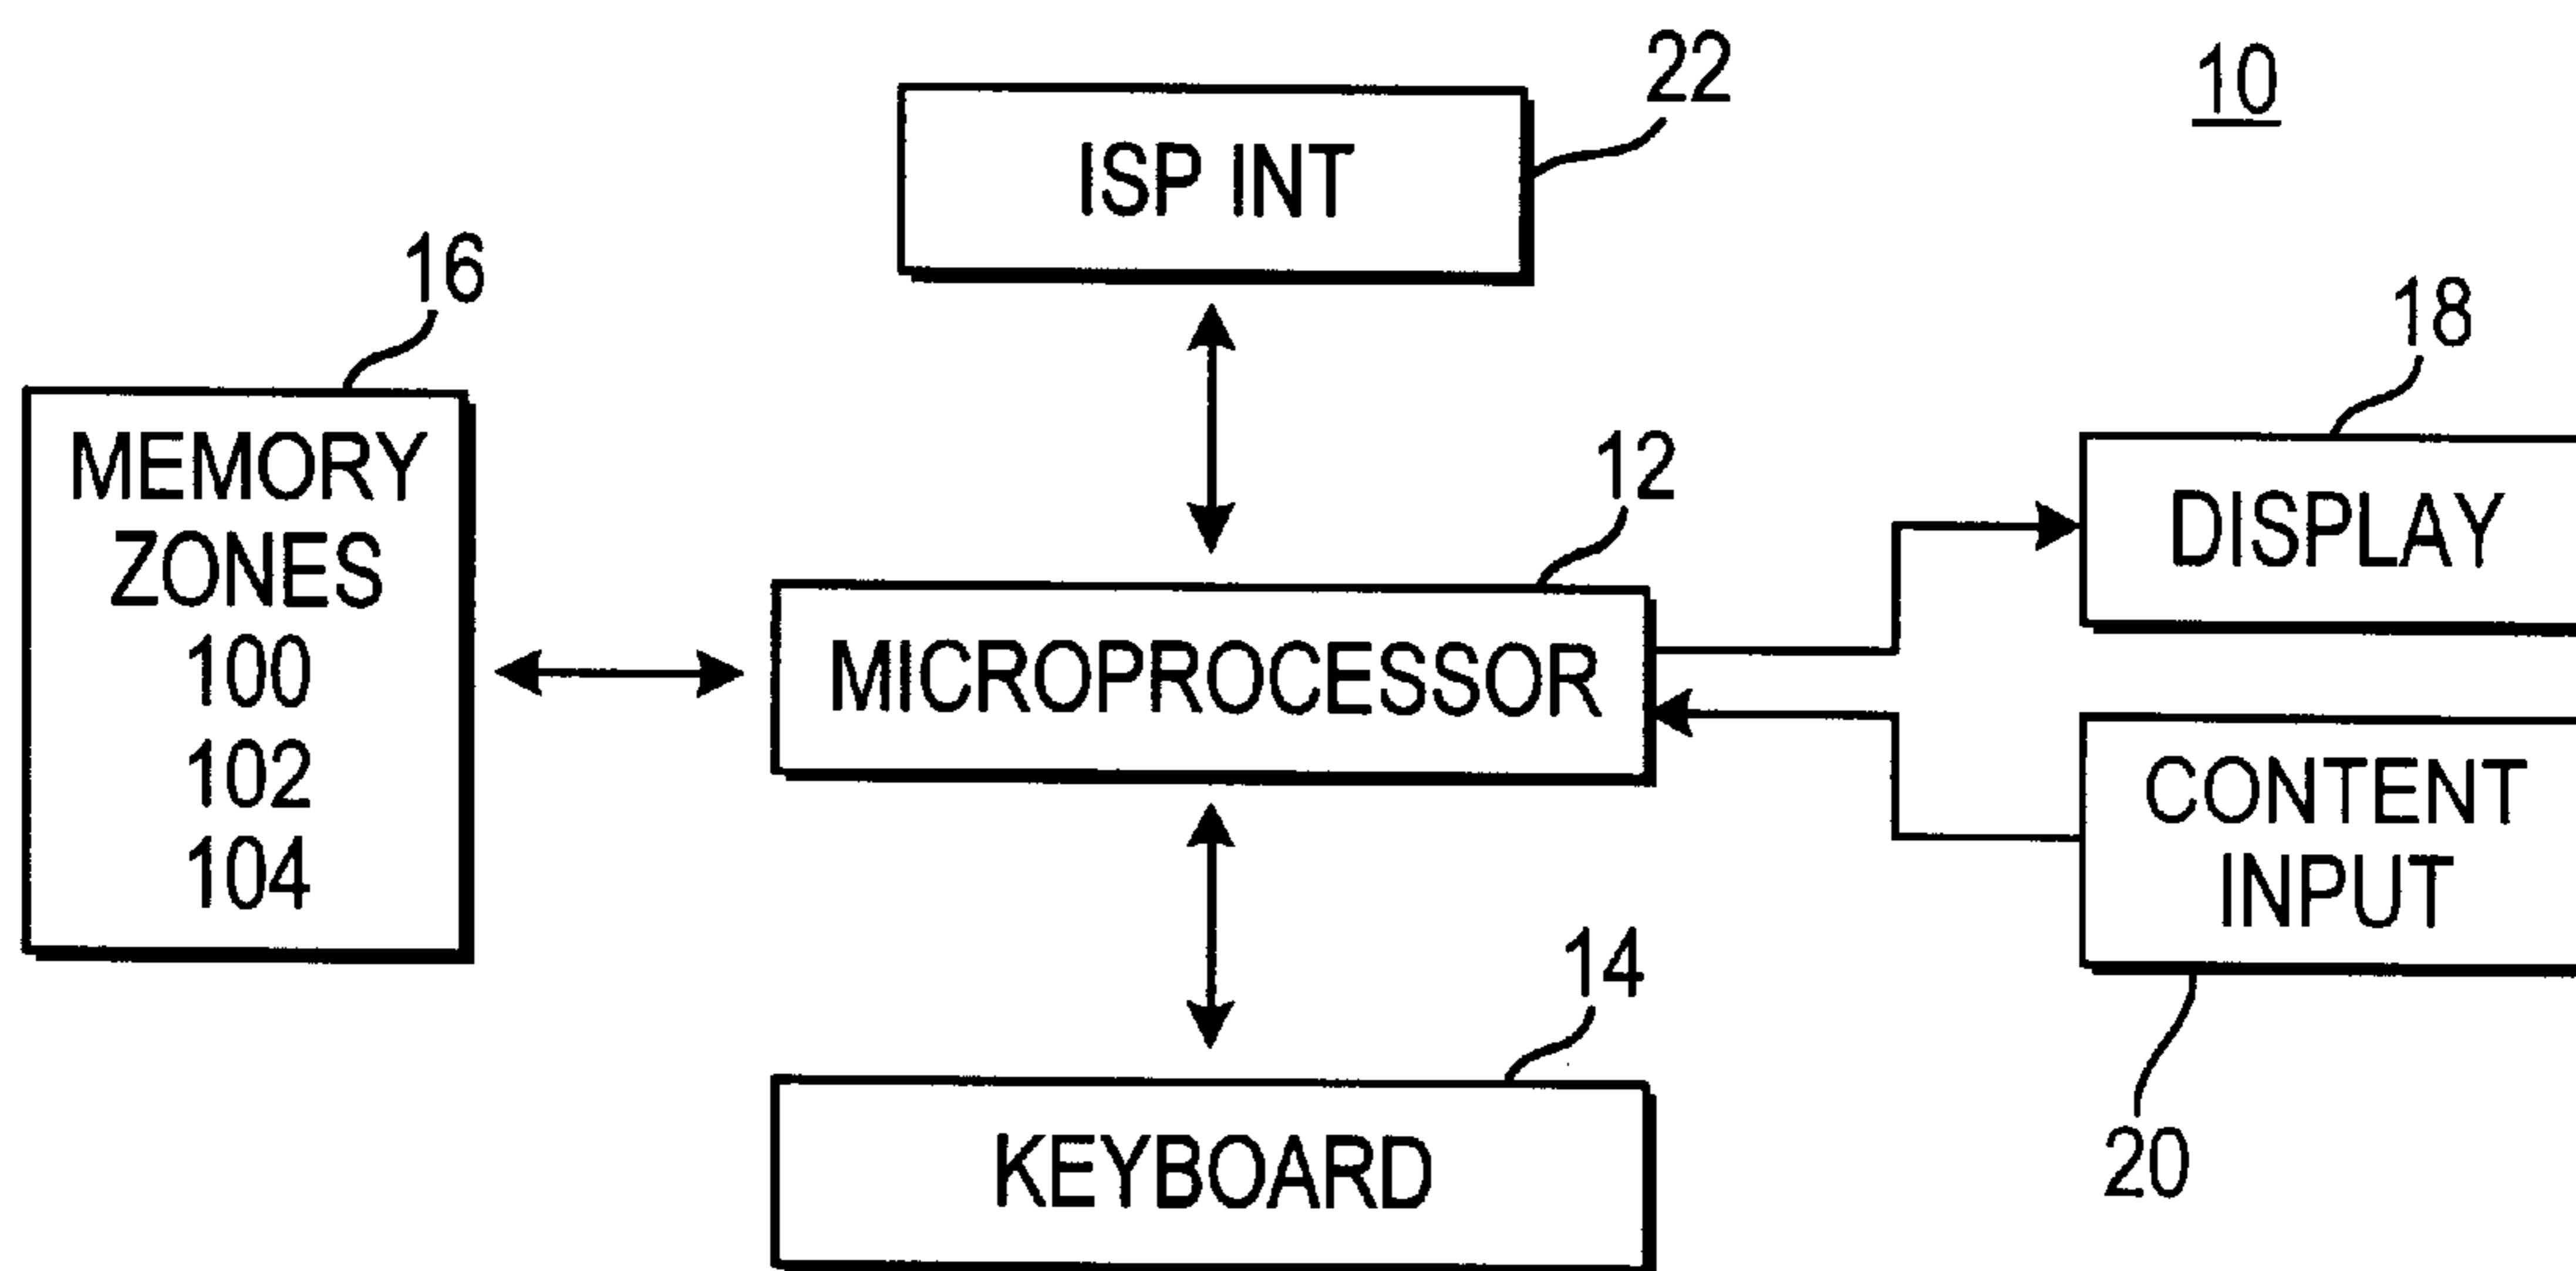 22
10
ISP INT
16
18
MEMORY
ZONES
100
102
104
12
DISPLAY
MICROPROCESSOR
CONTENT
INPUT
14
20
KEYBOARD